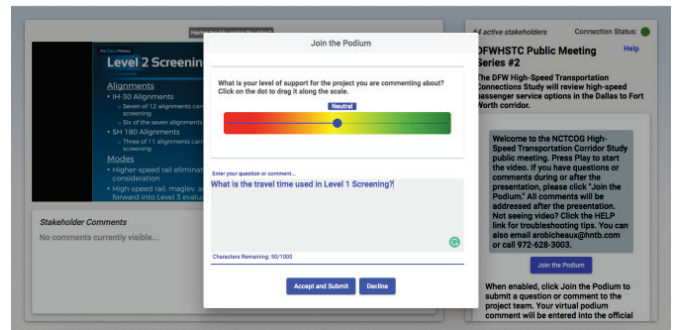 64 active stakeholders
Connection Status:
Join the Podium
DFWHSTC Public Meeting
Series #2
Help
The DFW High-Speed Transportation
Connections Study will review high-speed
passenger service options in the Dallas to Fort
Worth corridor.
Level 2 Screenin
Alignments
• IH-30 Alignments
Seven of 12 alignments can
screening
Six of the seven alignments
• SH 180 Alignments
Three of 11 alignments can
screening
Modes
• Higher-speed rail eliminat
consideration
• High-speed rail, maglev, a
forward into Level 3 evalu
What is your level of support for the project you are commenting about?
Click on the dot to drag it along the scale.
Neutral
Enter your question or comment...
What is the travel time used in Level 1 Screening?
Characters Remaining: 50/1000
Accept and Submit
Decline
Stakeholder Comments
No comments currently visible...
Welcome to the NCTCOG High-
Speed Transportation Corridor Study
public meeting. Press Play to start
the video. If you have questions or
comments during or after the
presentation, please click "Join the
Podium." All comments will be
addressed after the presentation.
Not seeing video? Click the HELP
link for troubleshooting tips. You can
also email arobicheaux@hntb.com
or call 972-628-3003.
Join the Podium
When enabled, click Join the Podium to
submit a question or comment to the
project team. Your virtual podium
comment will be entered into the official